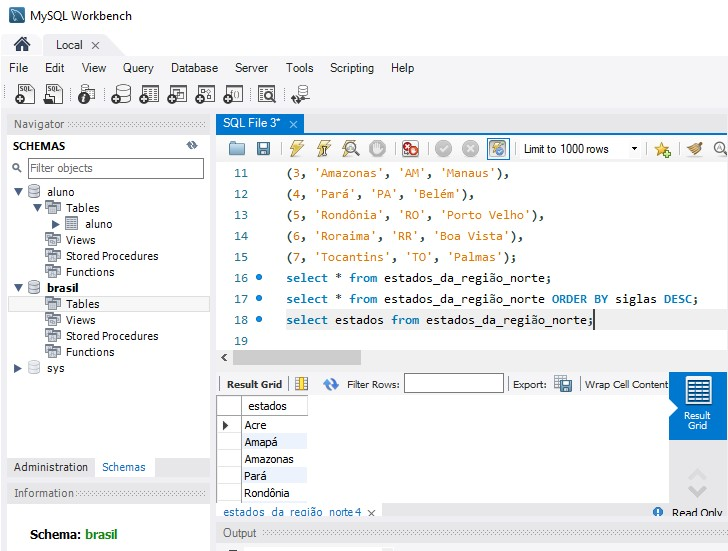 MySQL Workbench
Local
File Edit View Query Database Server Tools Scripting Help
SQL SQL
Navigator
SCHEMAS
Filter objects
aluno
Tables
aluno
Views
Stored Procedures
Functions
brasil
Tables
Views
Stored Procedures
Functions
sys
Administration Schemas
Information
Schema: brasil
SQL File 3*
Limit to 1000 rows
11 (3, 'Amazonas', 'AM', 'Manaus'),
12 (4, 'Pará', 'PA', 'Belém'),
13 (5, 'Rondônia', 'RO', 'Porto Velho'),
14 (6, 'Roraima', 'RR', 'Boa Vista'),
15 (7, 'Tocantins', 'TO', 'Palmas');
16 select * from estados_da_região_norte;
17 select * from estados_da_região_norte ORDER BY siglas DESC;
18 select estados from estados_da_região_norte;
19
Result Grid Filter Rows: Export: Wrap Cell Content
estados
Acre
Amapá
Amazonas
Pará
Rondônia
Result
Grid
estados_da_região_norte4
Read Only
Output